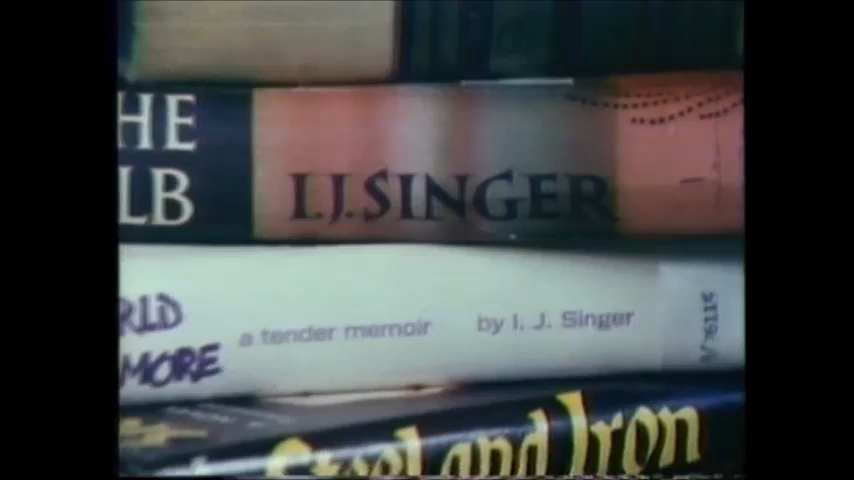 HE
LB
I.J. SINGER
RLD
MORE
a tender memoir by I. J. Singer
Steel and Iron